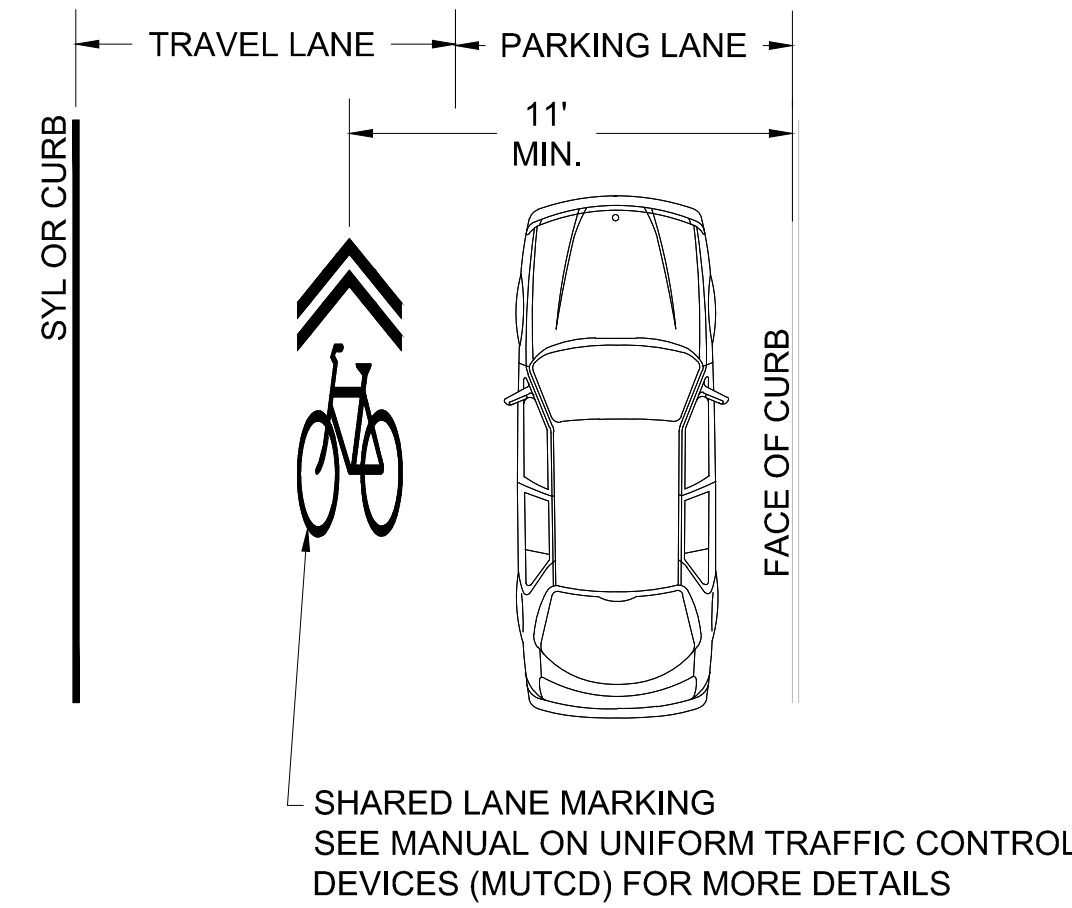 TRAVEL LANE
PARKING LANE
11'
MIN.
SYL OR CURB
FACE OF CURB
SHARED LANE MARKING
SEE MANUAL ON UNIFORM TRAFFIC CONTROL
DEVICES (MUTCD) FOR MORE DETAILS